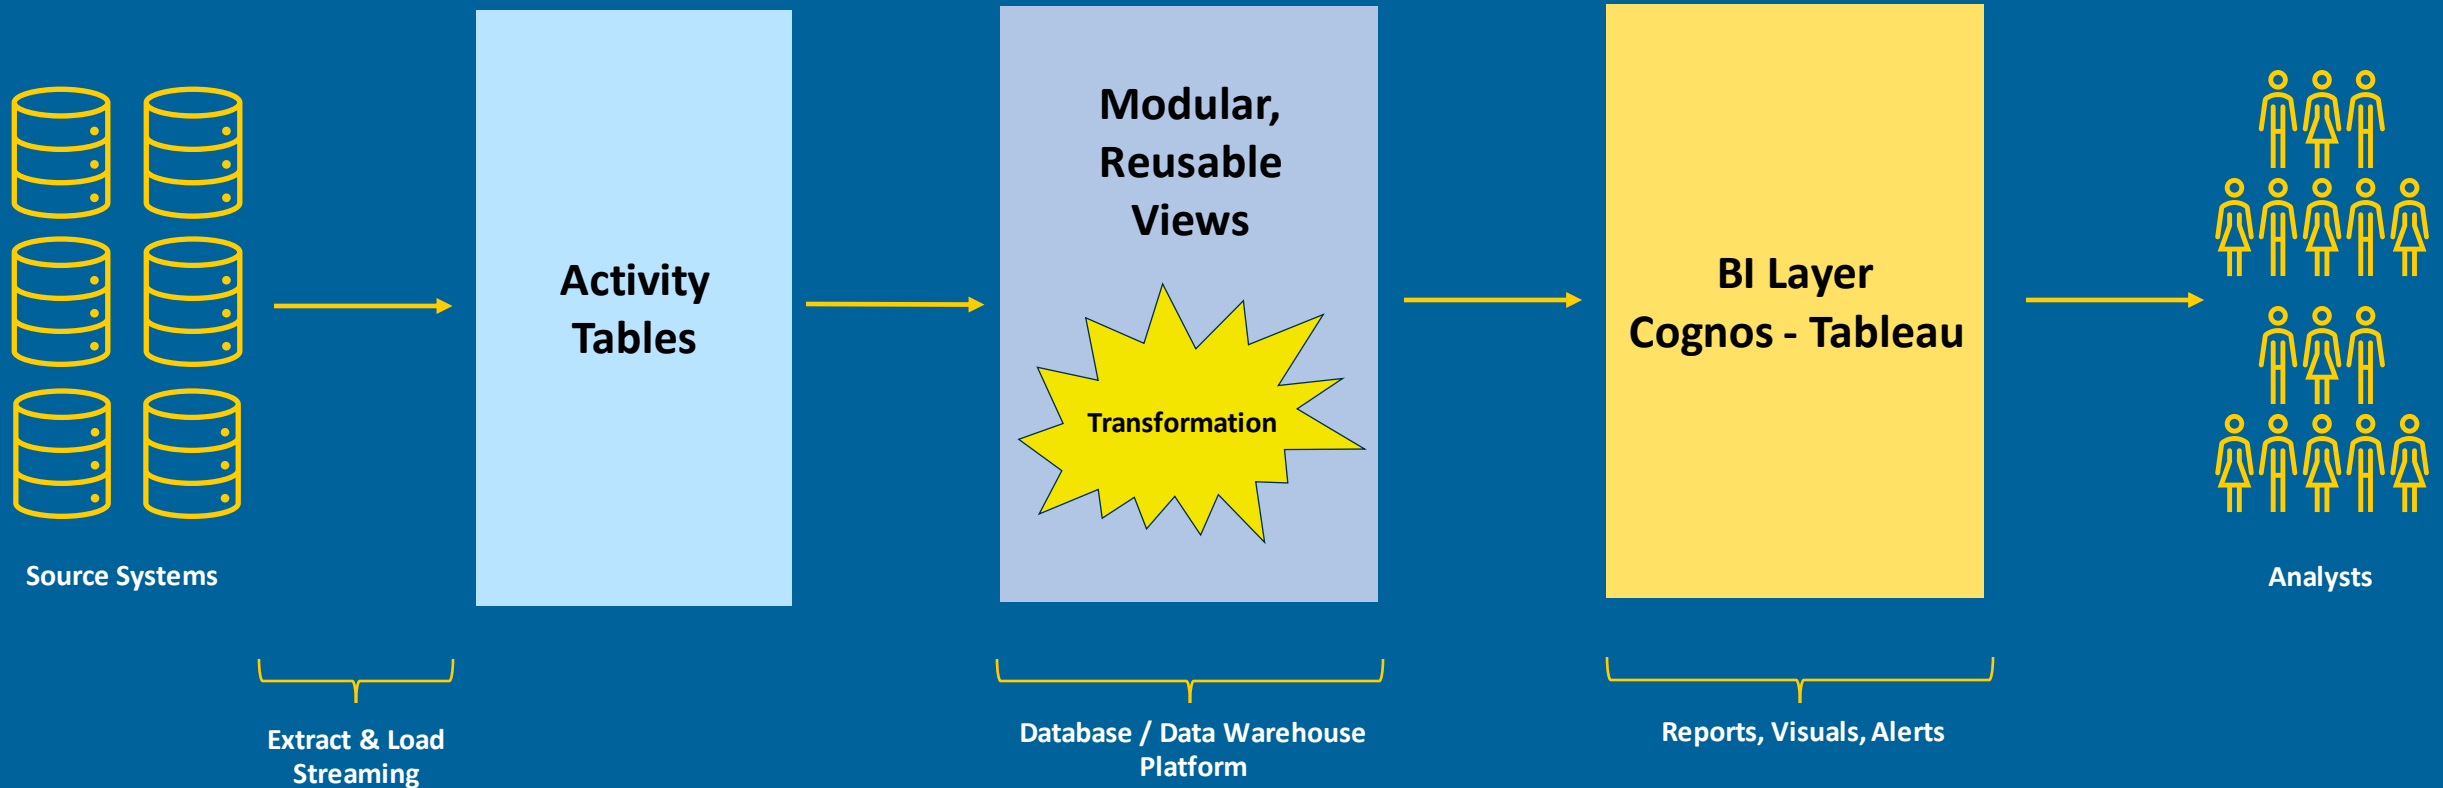 Source Systems
Extract & Load
Streaming
Activity
Tables
Modular,
Reusable
Views
Transformation
Database / Data Warehouse
Platform
BI Layer
Cognos - Tableau
Reports, Visuals, Alerts
Analysts